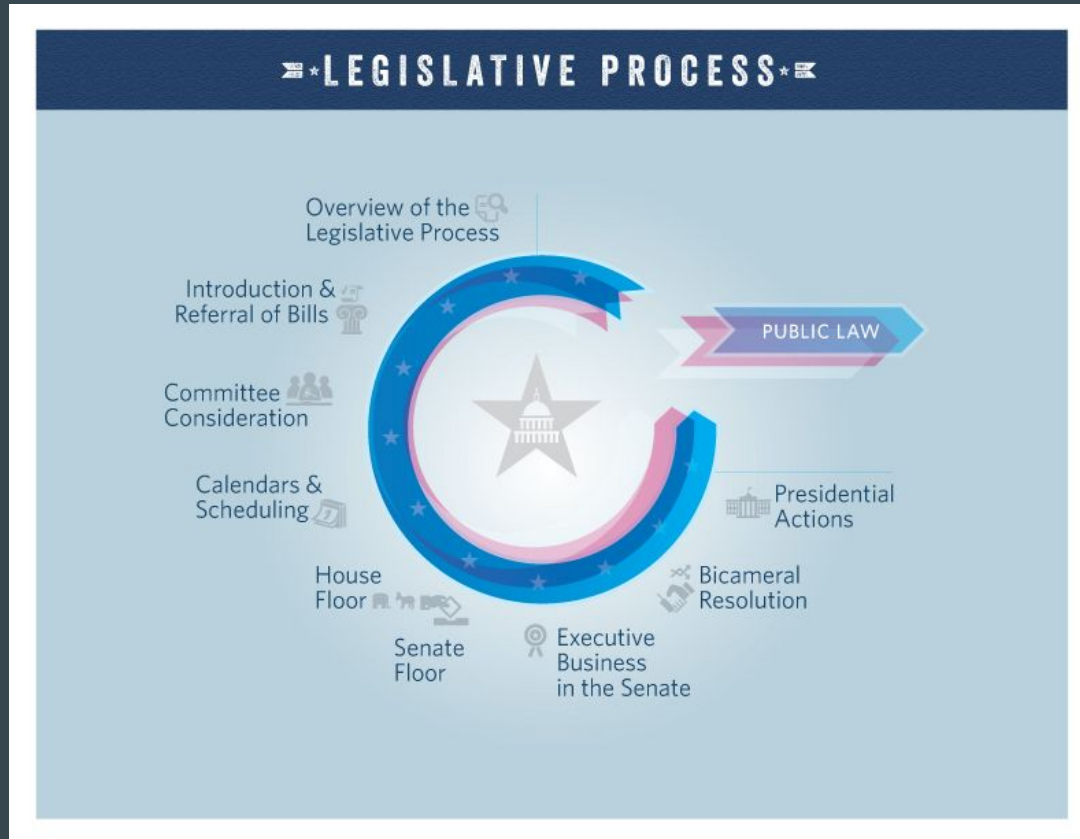 LEGISLATIVE PROCESS
Overview of the
Legislative Process
Introduction &
Referral of Bills
Committee
Consideration
Calendars &
Scheduling
House
Floor
Senate
Floor
Executive
Business
in the Senate
Bicameral
Resolution
Presidential
Actions
PUBLIC LAW